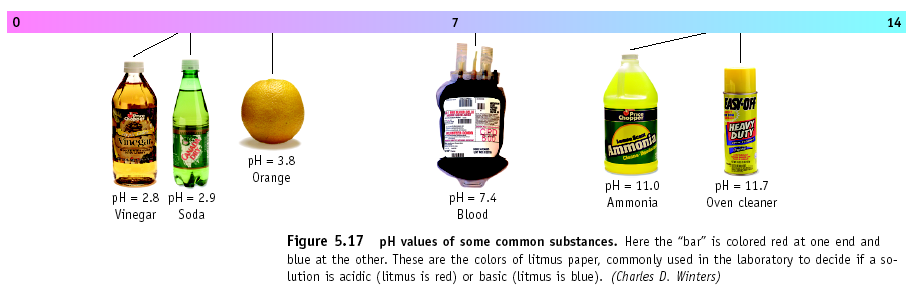 0 7 14
Price
Chopper
Vinegar
Price
Chopper
Ammonia
EASY-OFF
HEAVY
DUTY
pH = 2.8
Vinegar
pH = 2.9
Soda
pH = 3.8
Orange
pH = 7.4
Blood
pH = 11.0
Ammonia
pH = 11.7
Oven cleaner
Figure 5.17 pH values of some common substances. Here the “bar” is colored red at one end and
blue at the other. These are the colors of litmus paper, commonly used in the laboratory to decide if a so-
lution is acidic (litmus is red) or basic (litmus is blue). (Charles D. Winters)